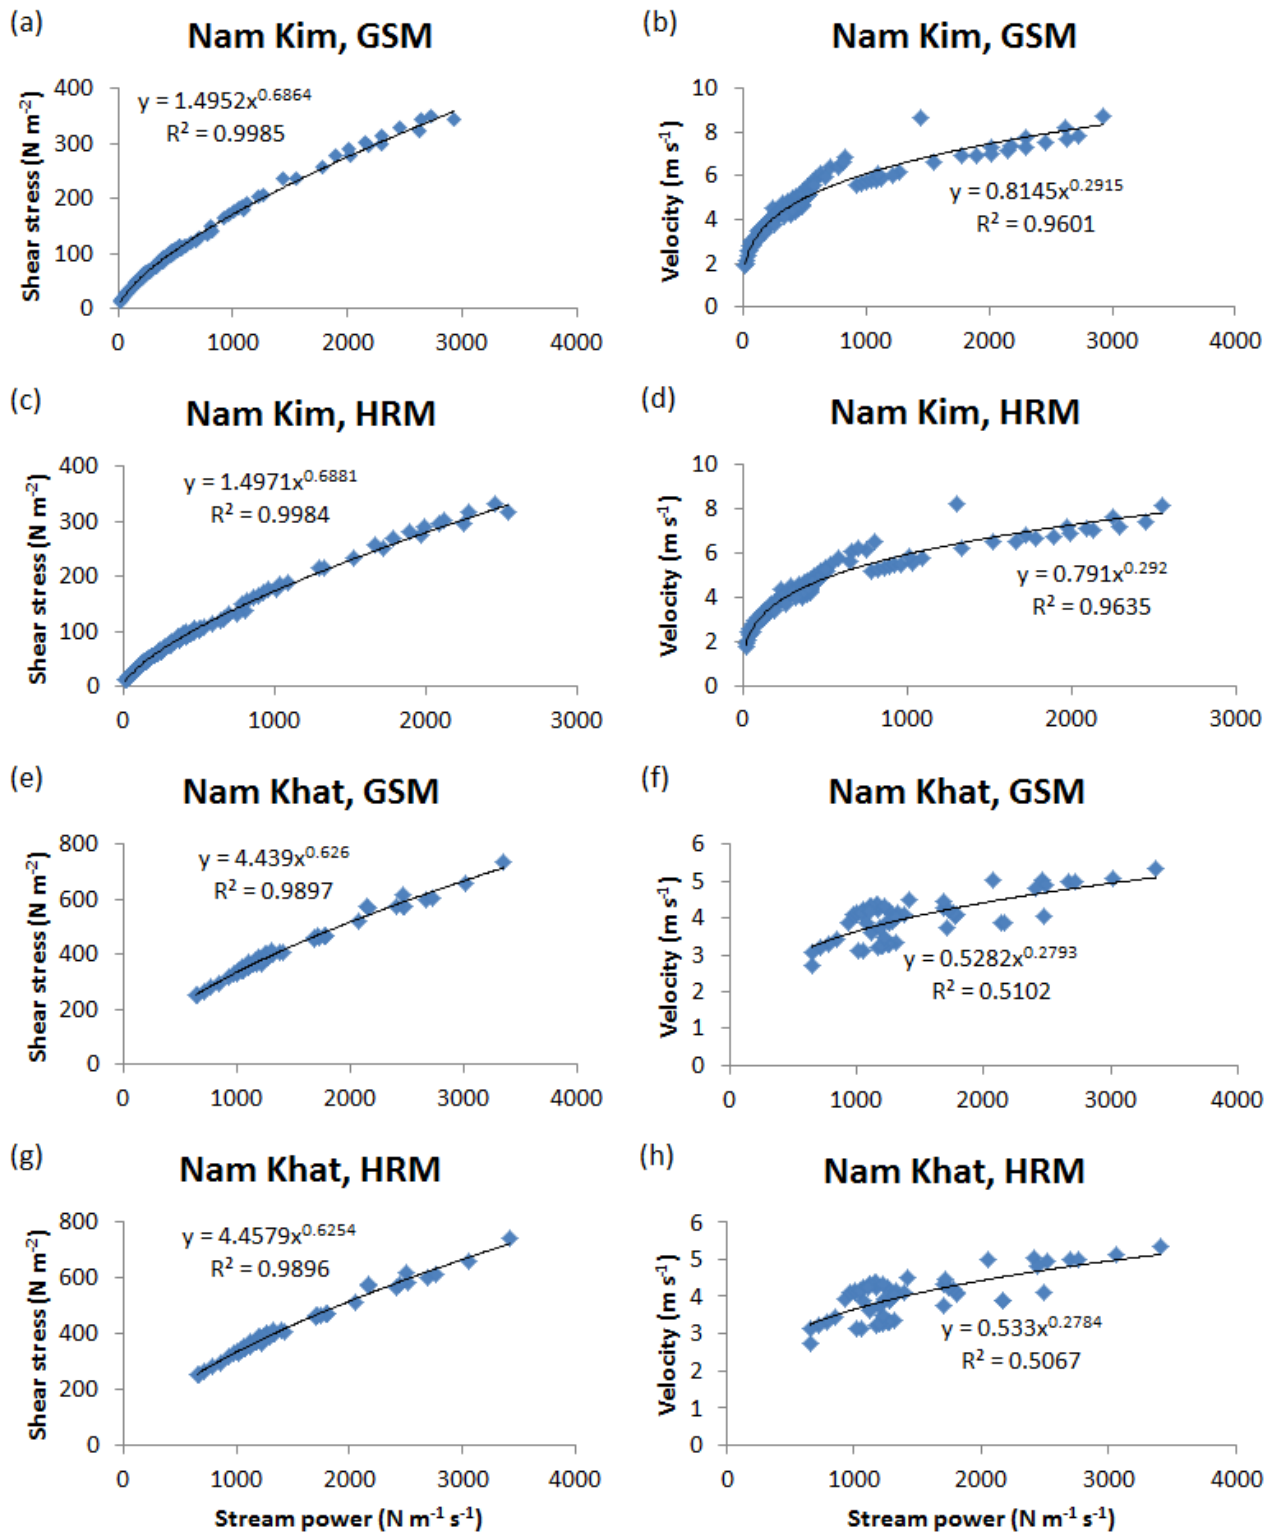 (a)
Nam Kim, GSM
y = 1.4952x^0.6864
R² = 0.9985
Shear stress (N m⁻²)
400
300
200
100
0
0 1000 2000 3000 4000
(b)
Nam Kim, GSM
y = 0.8145x^0.2915
R² = 0.9601
Velocity (m s⁻¹)
10
8
6
4
2
0
0 1000 2000 3000 4000
(c)
Nam Kim, HRM
y = 1.4971x^0.6881
R² = 0.9984
Shear stress (N m⁻²)
400
300
200
100
0
0 1000 2000 3000
(d)
Nam Kim, HRM
y = 0.791x^0.292
R² = 0.9635
Velocity (m s⁻¹)
10
8
6
4
2
0
0 1000 2000 3000
(e)
Nam Khat, GSM
y = 4.439x^0.626
R² = 0.9897
Shear stress (N m⁻²)
800
600
400
200
0
0 1000 2000 3000 4000
(f)
Nam Khat, GSM
y = 0.5282x^0.2793
R² = 0.5102
Velocity (m s⁻¹)
6
5
4
3
2
1
0
0 1000 2000 3000 4000
(g)
Nam Khat, HRM
y = 4.4579x^0.6254
R² = 0.9896
Shear stress (N m⁻²)
800
600
400
200
0
0 1000 2000 3000 4000
Stream power (N m⁻¹ s⁻¹)
(h)
Nam Khat, HRM
y = 0.533x^0.2784
R² = 0.5067
Velocity (m s⁻¹)
6
5
4
3
2
1
0
0 1000 2000 3000 4000
Stream power (N m⁻¹ s⁻¹)